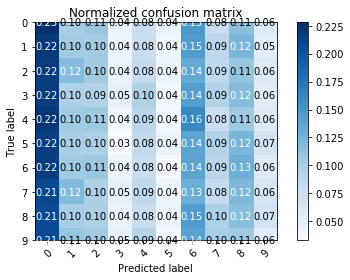 Normalized confusion matrix
0 0.23 0.10 0.11 0.04 0.08 0.04 0.15 0.08 0.11 0.06
1 0.22 0.10 0.10 0.04 0.08 0.04 0.15 0.09 0.12 0.05
2 0.22 0.12 0.10 0.04 0.08 0.04 0.14 0.09 0.11 0.06
3 0.22 0.10 0.09 0.05 0.10 0.04 0.14 0.09 0.12 0.06
4 0.22 0.10 0.11 0.04 0.09 0.04 0.16 0.08 0.11 0.06
5 0.22 0.10 0.10 0.03 0.08 0.04 0.14 0.09 0.12 0.07
6 0.22 0.10 0.11 0.04 0.08 0.04 0.14 0.09 0.12 0.06
7 0.21 0.12 0.10 0.05 0.09 0.04 0.13 0.08 0.12 0.06
8 0.21 0.10 0.10 0.04 0.08 0.04 0.15 0.10 0.12 0.07
9 0.21 0.11 0.10 0.05 0.09 0.04 0.14 0.10 0.11 0.06
True label
0 1 2 3 4 5 6 7 8 9
Predicted label
0.225
0.200
0.175
0.150
0.125
0.100
0.075
0.050